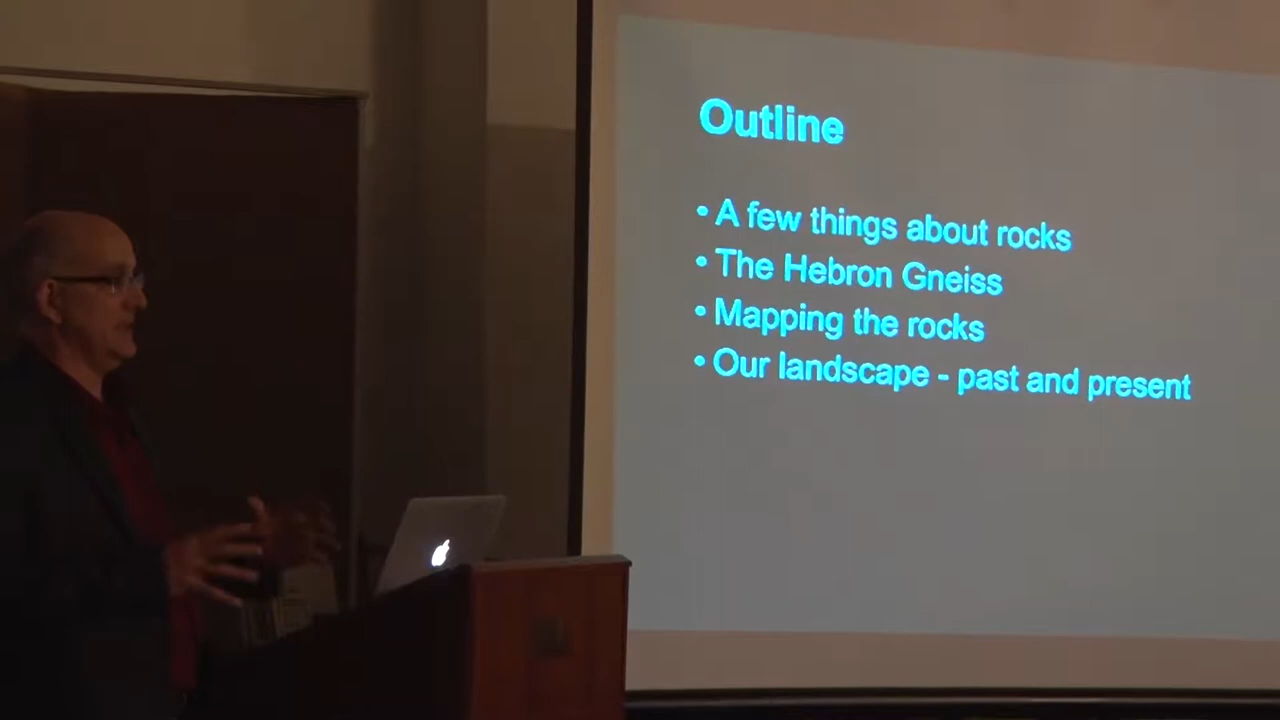 Outline
• A few things about rocks
• The Hebron Gneiss
• Mapping the rocks
• Our landscape - past and present